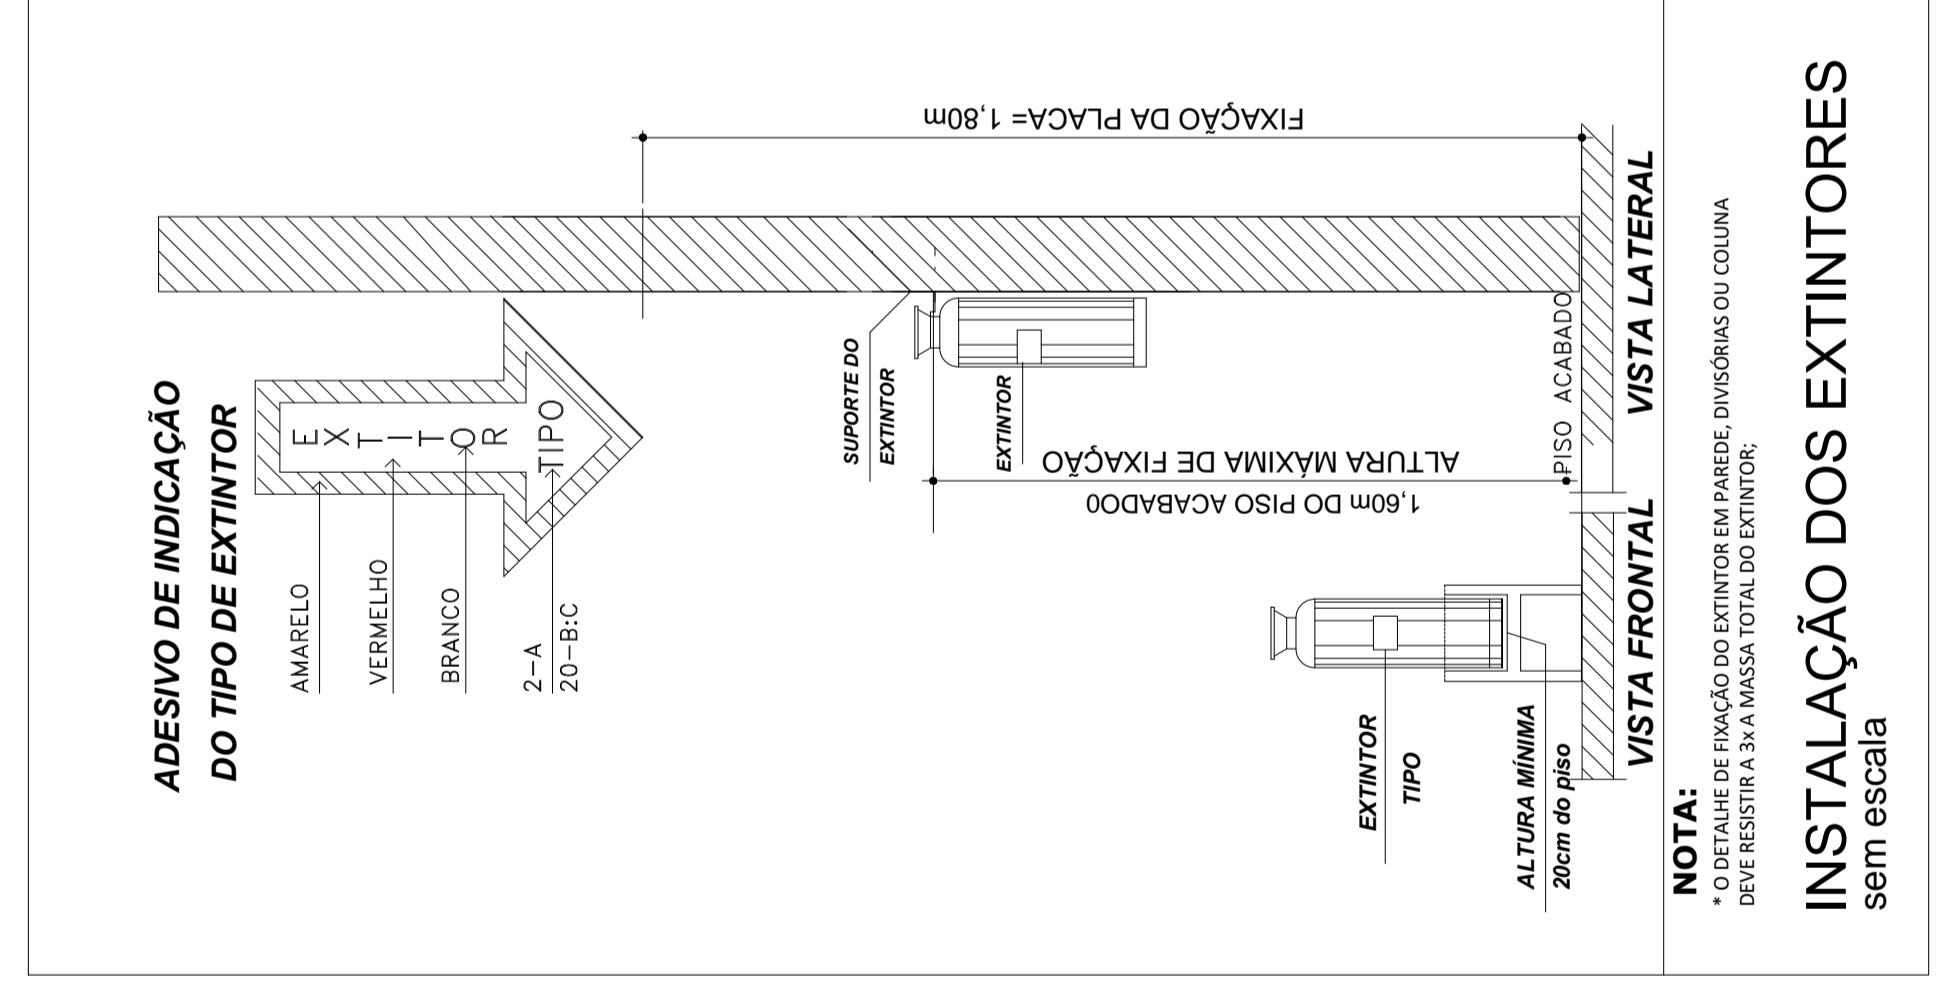 ADESIVO DE INDICAÇÃO
DO TIPO DE EXTINTOR
AMARELO
VERMELHO
BRANCO
2-A
20-B:C
E
X
T
I
T
O
R
TIPO
FIXAÇÃO DA PLACA= 1,80m
SUPORTE DO
EXTINTOR
EXTINTOR
ALTURA MÁXIMA DE FIXAÇÃO
1,60m DO PISO ACABADO0
PISO ACABADO
EXTINTOR
TIPO
ALTURA MÍNIMA
20cm do piso
VISTA FRONTAL
VISTA LATERAL
NOTA:
* O DETALHE DE FIXAÇÃO DO EXTINTOR EM PAREDE, DIVISÓRIAS OU COLUNA
DEVE RESISTIR A 3x A MASSA TOTAL DO EXTINTOR;
INSTALAÇÃO DOS EXTINTORES
sem escala